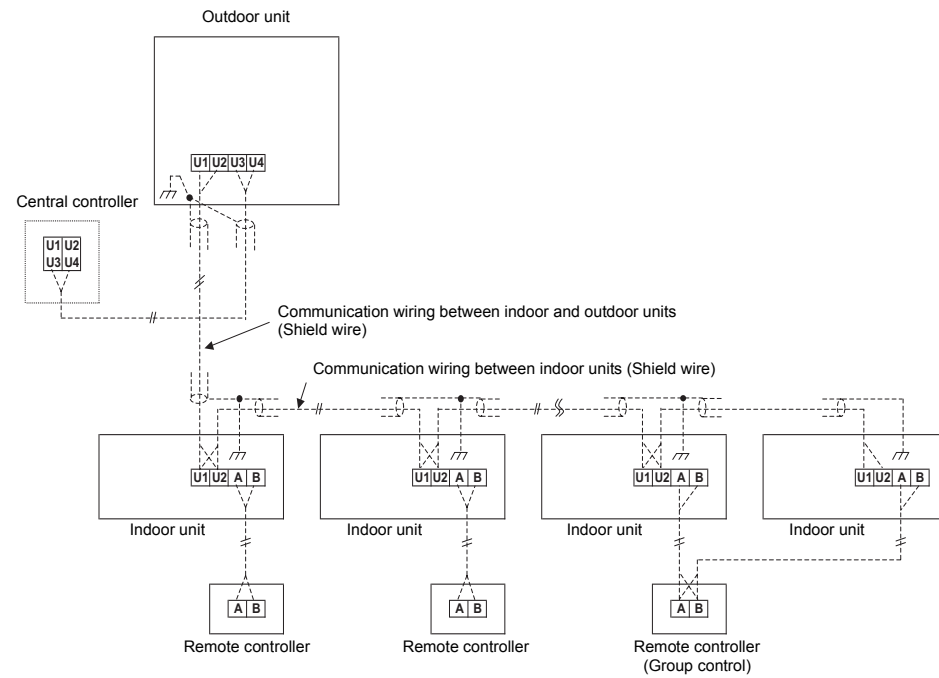 Outdoor unit
U1 U2 U3 U4
Central controller
U1 U2
U3 U4
Communication wiring between indoor and outdoor units
(Shield wire)
Communication wiring between indoor units (Shield wire)
U1 U2 A B
U1 U2 A B
U1 U2 A B
U1 U2 A B
Indoor unit
Indoor unit
Indoor unit
Indoor unit
A B
A B
A B
Remote controller
Remote controller
Remote controller
(Group control)